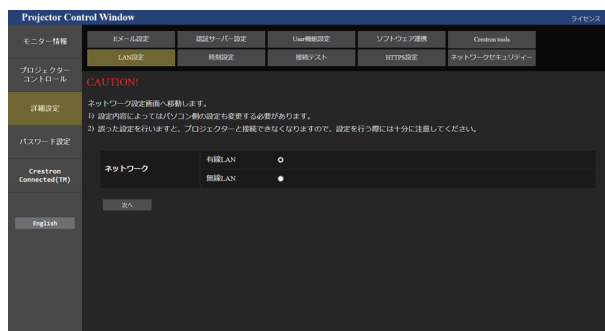 Projector Control Window
ライセンス
モニター情報
プロジェクター
コントロール
詳細設定
パスワード設定
Crestron
Connected(TM)
English
Eメール設定
認証サーバー設定
User機能設定
ソフトウェア連携
Crestron tools
LAN設定
時刻設定
接続テスト
HTTPS設定
ネットワークセキュリティー
CAUTION!
ネットワーク設定画面へ移動します。
1) 設定内容によってはパソコン側の設定も変更する必要があります。
2) 誤った設定を行いますと、プロジェクターと接続できなくなりますので、設定を行う際には十分に注意してください。
ネットワーク
有線LAN
無線LAN
次へ